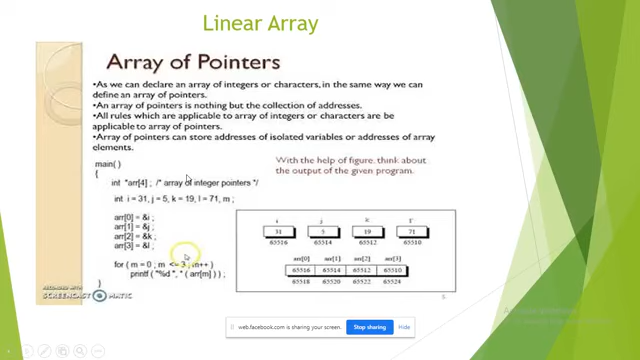 Linear Array
Array of Pointers
•As we can declare an array of integers or characters, in the same way we can
define an array of pointers.
•An array of pointers is nothing but the collection of addresses.
•All rules which are applicable to array of integers or characters are be
applicable to array of pointers.
•Array of pointers can store addresses of isolated variables or addresses of array
elements.
main( )
{
int *arr[4] ; /* array of integer pointers */
int i = 31, j = 5, k = 19, l = 71, m ;
arr[0] = &i ;
arr[1] = &j ;
arr[2] = &k ;
arr[3] = &l ;
for ( m = 0 ; m <= 3 ; m++ )
printf ( "%d ", * ( arr[m] ) ) ;
}
With the help of figure, think about
the output of the given program.
i j k l
31 5 19 71
65516 65514 65512 65510
arr[0] arr[1] arr[2] arr[3]
65516 65514 65512 65510
65518 65520 65522 65524
RECORDED WITH
SCREENCAST MATIC
web.facebook.com is sharing your screen.
Stop sharing
Hide